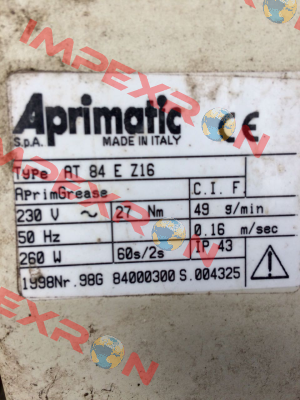 Aprimatic CE
S.p.A. MADE IN ITALY
Type AT 84 E Z16
AprimGrease C.I.F.
230 V ~ 27 Nm 49 g/min
50 Hz 0.16 m/sec
260 W 60s/2s IP 43
1998Nr.98G 84000300 S.004325
IMPEXRON
IMPEXRON
IMPEXRON
IMPEXRON